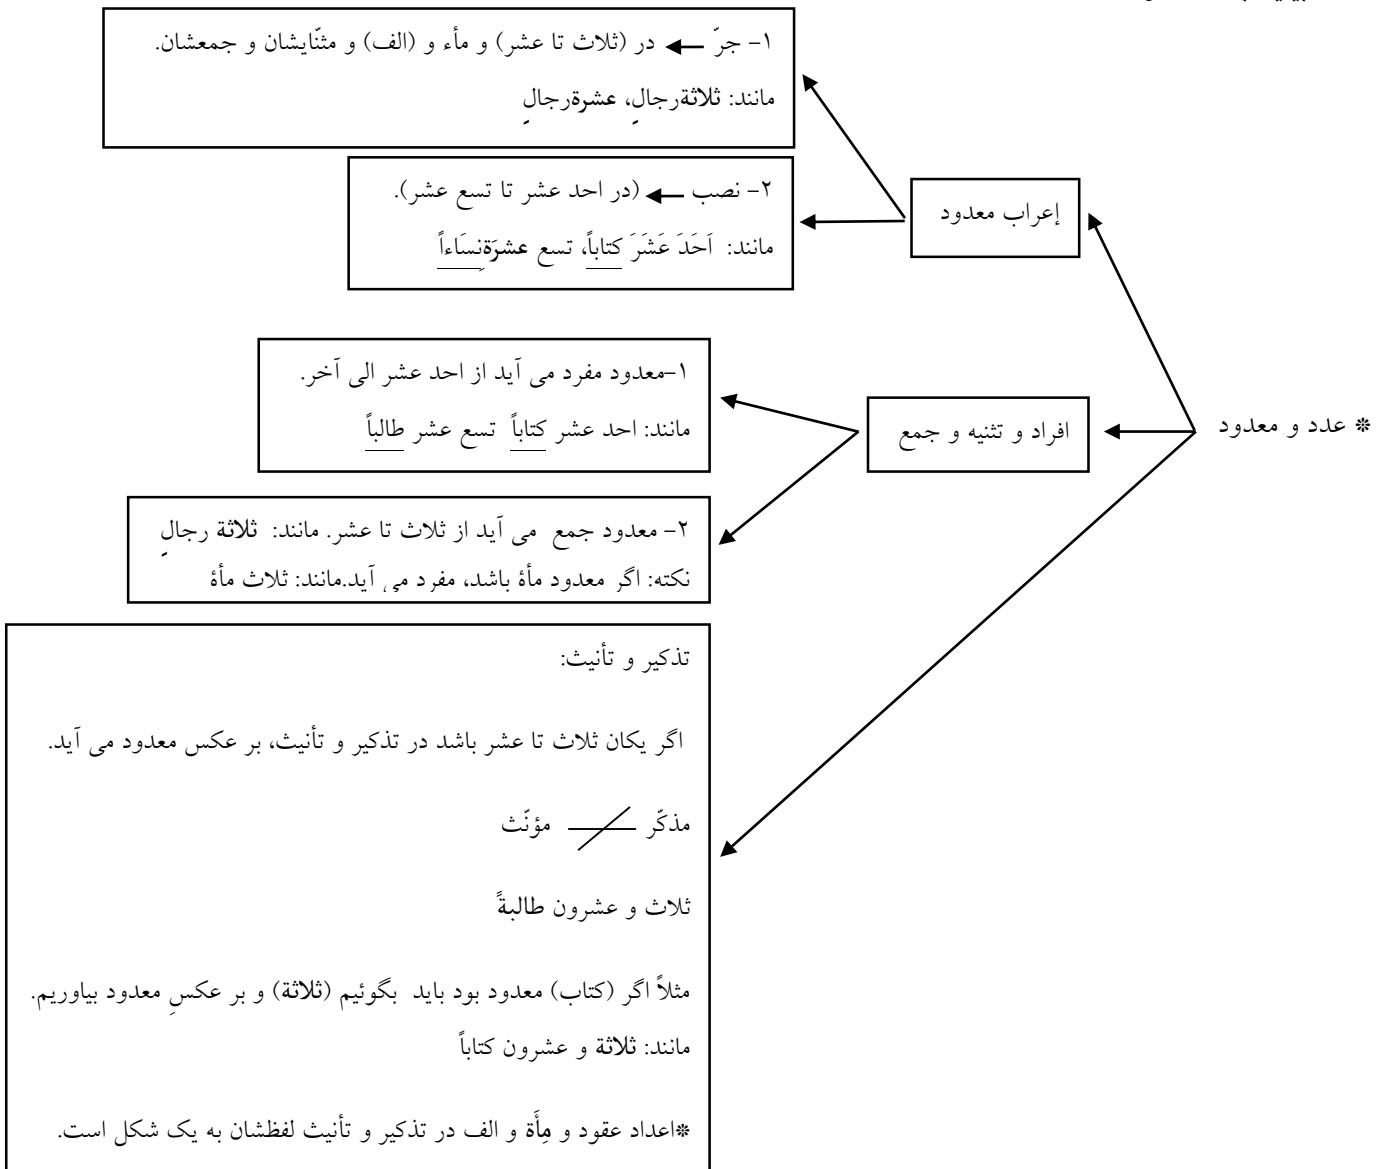 ۱- جرّ در (ثلاث تا عشر) و مأء و (الف) و مثنّایشان و جمعشان.
مانند: ثلاثةرجالٍ، عشرةرجالٍ
۲- نصب (در احد عشر تا تسع عشر).
مانند: اَحَدَ عَشَرَ کتاباً، تسع عشرَةنِسَاءاً
إعراب معدود
۱-معدود مفرد می آید از احد عشر الی آخر.
مانند: احد عشر کتاباً تسع عشر طالباً
افراد و تثنیه و جمع
* عدد و معدود
۲- معدود جمع می آید از ثلاث تا عشر. مانند: ثلاثة رجالٍ
نکته: اگر معدود مأۀ باشد، مفرد می آید.مانند: ثلاث مأۀ
تذکیر و تأنیث:
اگر یکان ثلاث تا عشر باشد در تذکیر و تأنیث، بر عکس معدود می آید.
مذکّر مؤنّث
ثلاث و عشرون طالبةً
مثلاً اگر (کتاب) معدود بود باید بگوئیم (ثلاثة) و بر عکسِ معدود بیاوریم.
مانند: ثلاثة و عشرون کتاباً
*اعداد عقود و مِأَة و الف در تذکیر و تأنیث لفظشان به یک شکل است.